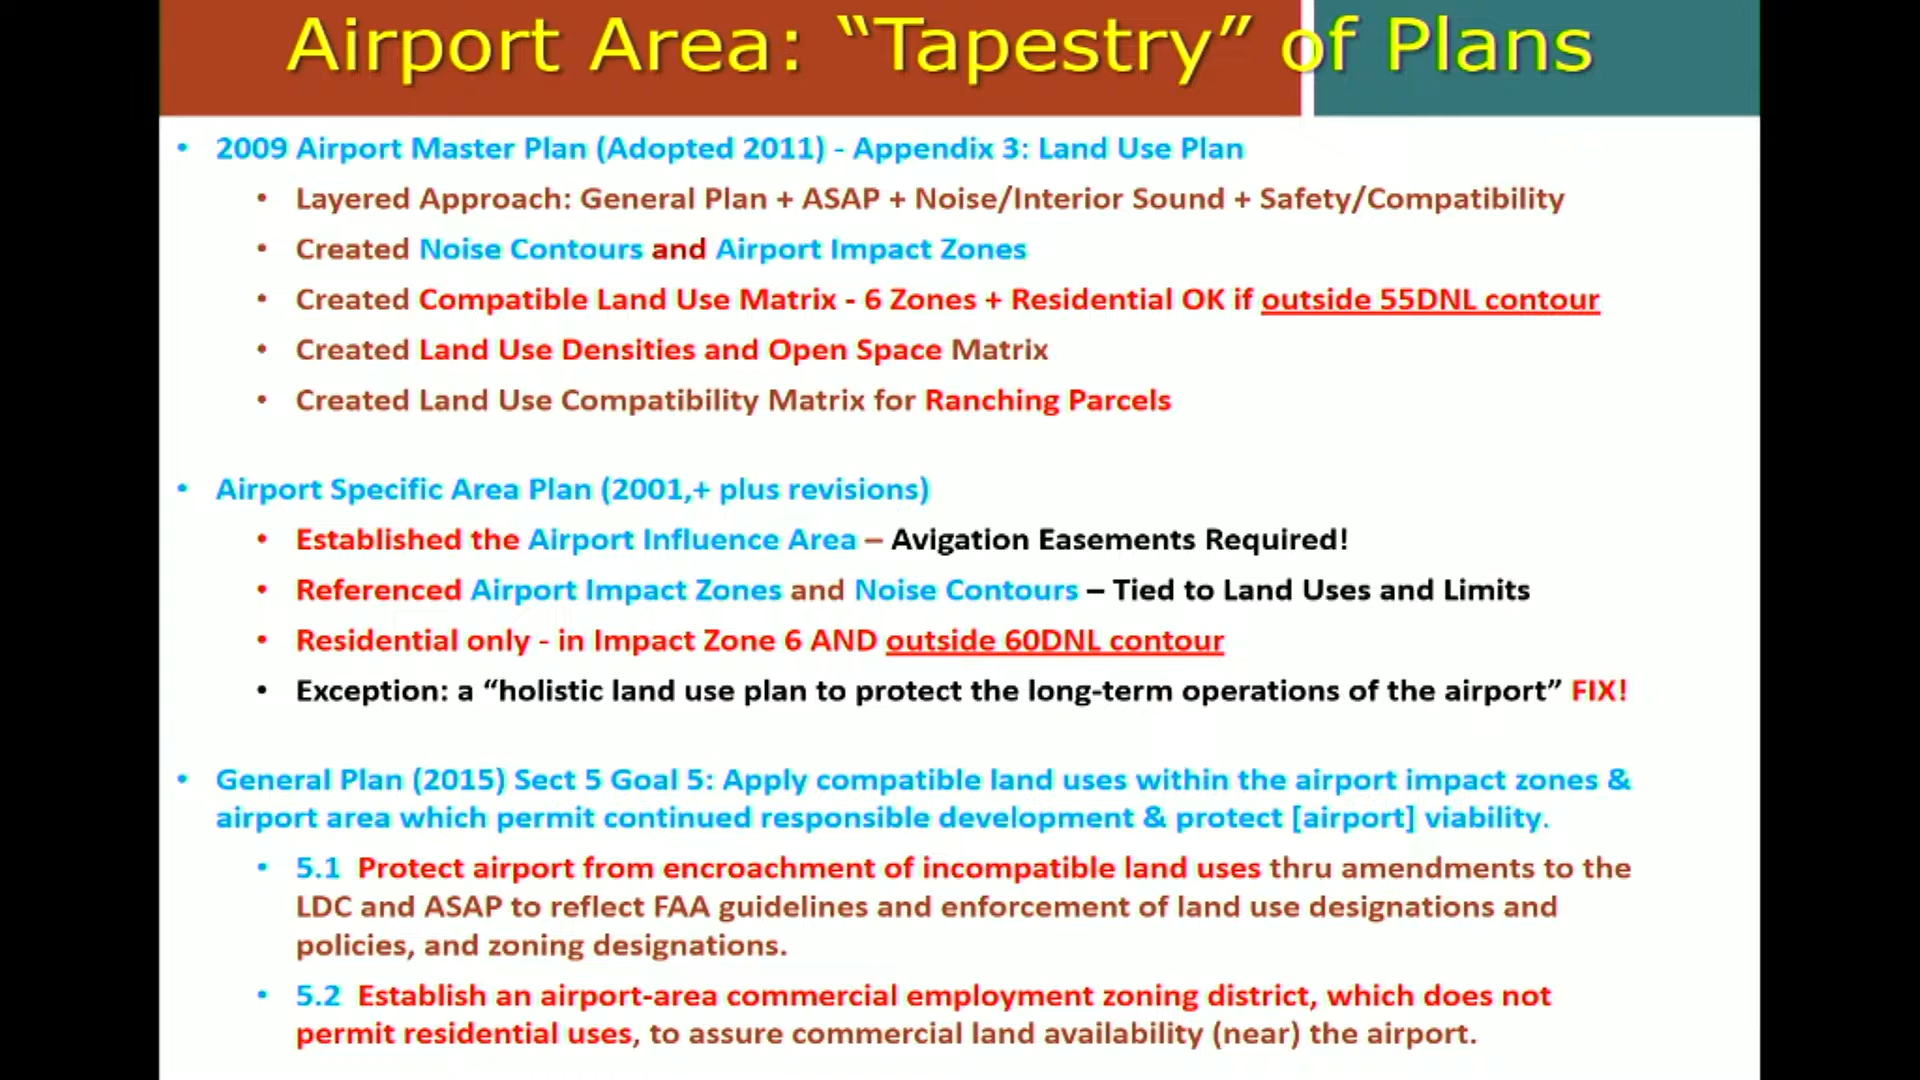 Airport Area: “Tapestry” of Plans
• 2009 Airport Master Plan (Adopted 2011) - Appendix 3: Land Use Plan
• Layered Approach: General Plan + ASAP + Noise/Interior Sound + Safety/Compatibility
• Created Noise Contours and Airport Impact Zones
• Created Compatible Land Use Matrix - 6 Zones + Residential OK if outside 55DNL contour
• Created Land Use Densities and Open Space Matrix
• Created Land Use Compatibility Matrix for Ranching Parcels
• Airport Specific Area Plan (2001,+ plus revisions)
• Established the Airport Influence Area – Avigation Easements Required!
• Referenced Airport Impact Zones and Noise Contours – Tied to Land Uses and Limits
• Residential only - in Impact Zone 6 AND outside 60DNL contour
• Exception: a “holistic land use plan to protect the long-term operations of the airport” FIX!
• General Plan (2015) Sect 5 Goal 5: Apply compatible land uses within the airport impact zones &
airport area which permit continued responsible development & protect [airport] viability.
• 5.1 Protect airport from encroachment of incompatible land uses thru amendments to the
LDC and ASAP to reflect FAA guidelines and enforcement of land use designations and
policies, and zoning designations.
• 5.2 Establish an airport-area commercial employment zoning district, which does not
permit residential uses, to assure commercial land availability (near) the airport.